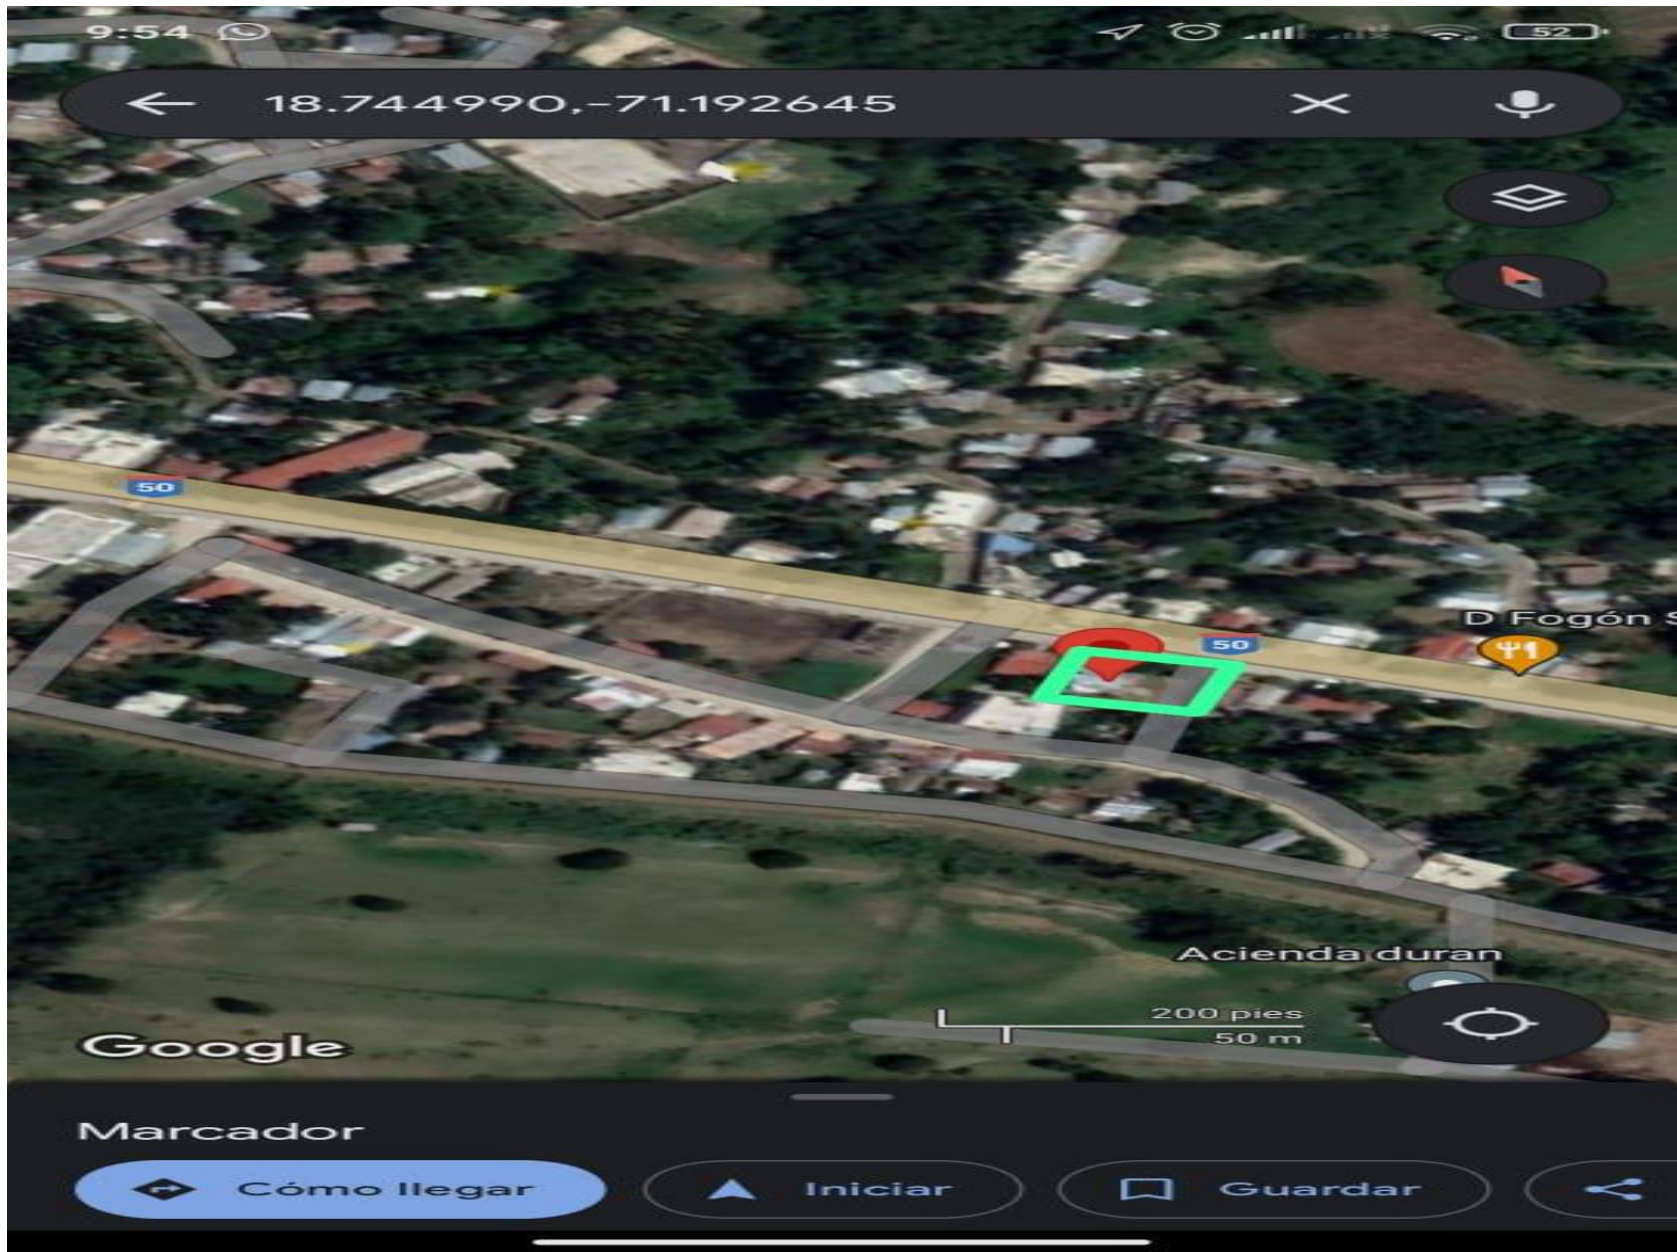 9:54 52
18.744990,-71.192645
50
D Fogón S
50
Acienda duran
200 pies
50 m
Google
Marcador
Cómo llegar Iniciar Guardar